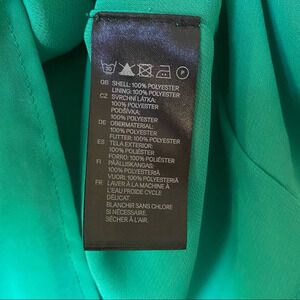 30 P
GB SHELL: 100% POLYESTER
LINING: 100% POLYESTER
CZ SVRCHNÍ LÁTKA:
100% POLYESTER
PODŠÍVKA:
100% POLYESTER
DE OBERMATERIAL:
100% POLYESTER
FUTTER: 100% POLYESTER
ES TELA EXTERIOR:
100% POLIÉSTER
FORRO: 100% POLIÉSTER
FI PÄÄLLISKANGAS:
100% POLYESTERIÄ
VUORI: 100% POLYESTERIÄ
FR LAVER À LA MACHINE À
L'EAU FROIDE CYCLE
DÉLICAT.
BLANCHIR SANS CHLORE
SI NÉCESSAIRE.
SÉCHER À L'AIR.